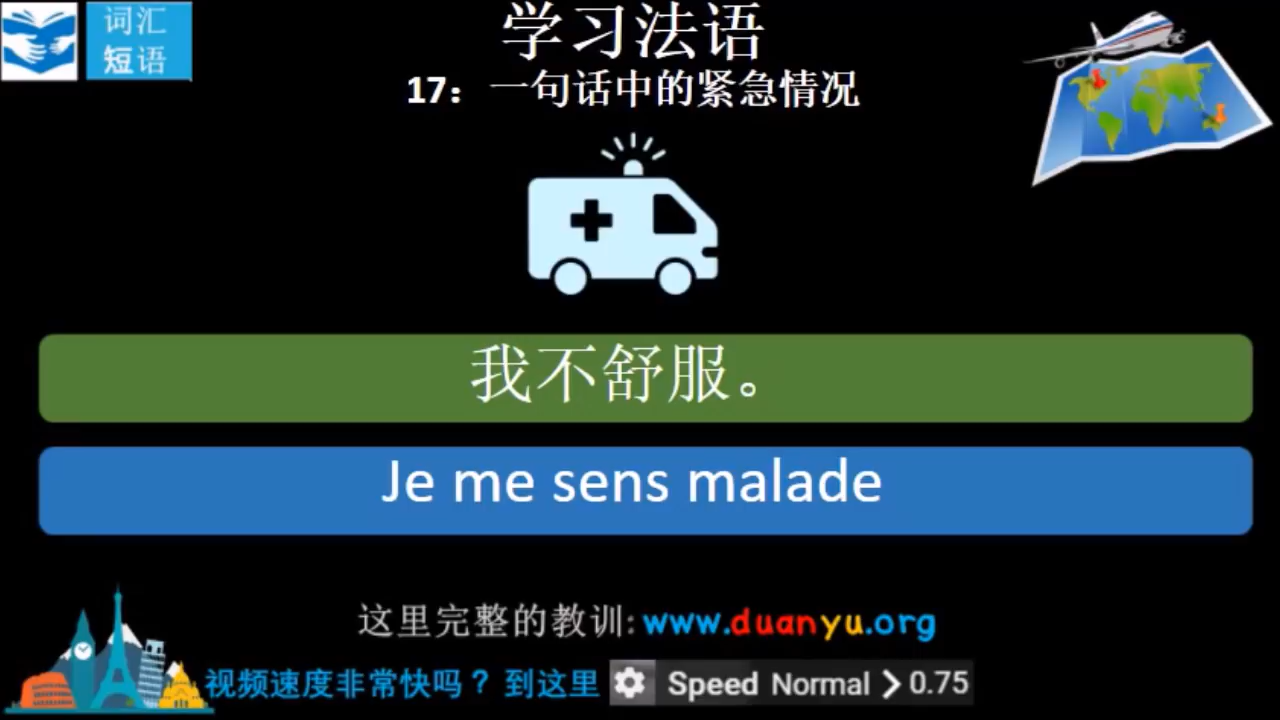 词汇
短语
学习法语
17： 一句话中的紧急情况
我不舒服。
Je me sens malade
这里完整的教训: www.duanyu.org
视频速度非常快吗？ 到这里 Speed Normal > 0.75